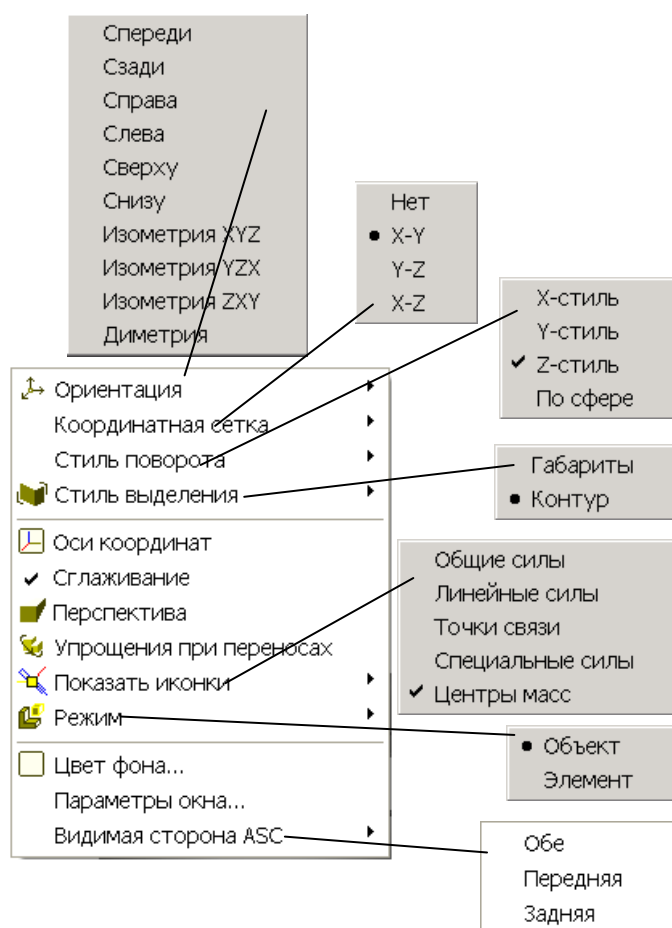 Спереди
Сзади
Справа
Слева
Сверху
Снизу
Изометрия XYZ
Изометрия YZX
Изометрия ZXY
Диметрия
Нет
X-Y
Y-Z
X-Z
X-стиль
Y-стиль
Z-стиль
По сфере
Габариты
Контур
Общие силы
Линейные силы
Точки связи
Специальные силы
Центры масс
Объект
Элемент
Обе
Передняя
Задняя
Ориентация
Координатная сетка
Стиль поворота
Стиль выделения
Оси координат
Сглаживание
Перспектива
Упрощения при переносах
Показать иконки
Режим
Цвет фона...
Параметры окна...
Видимая сторона ASC